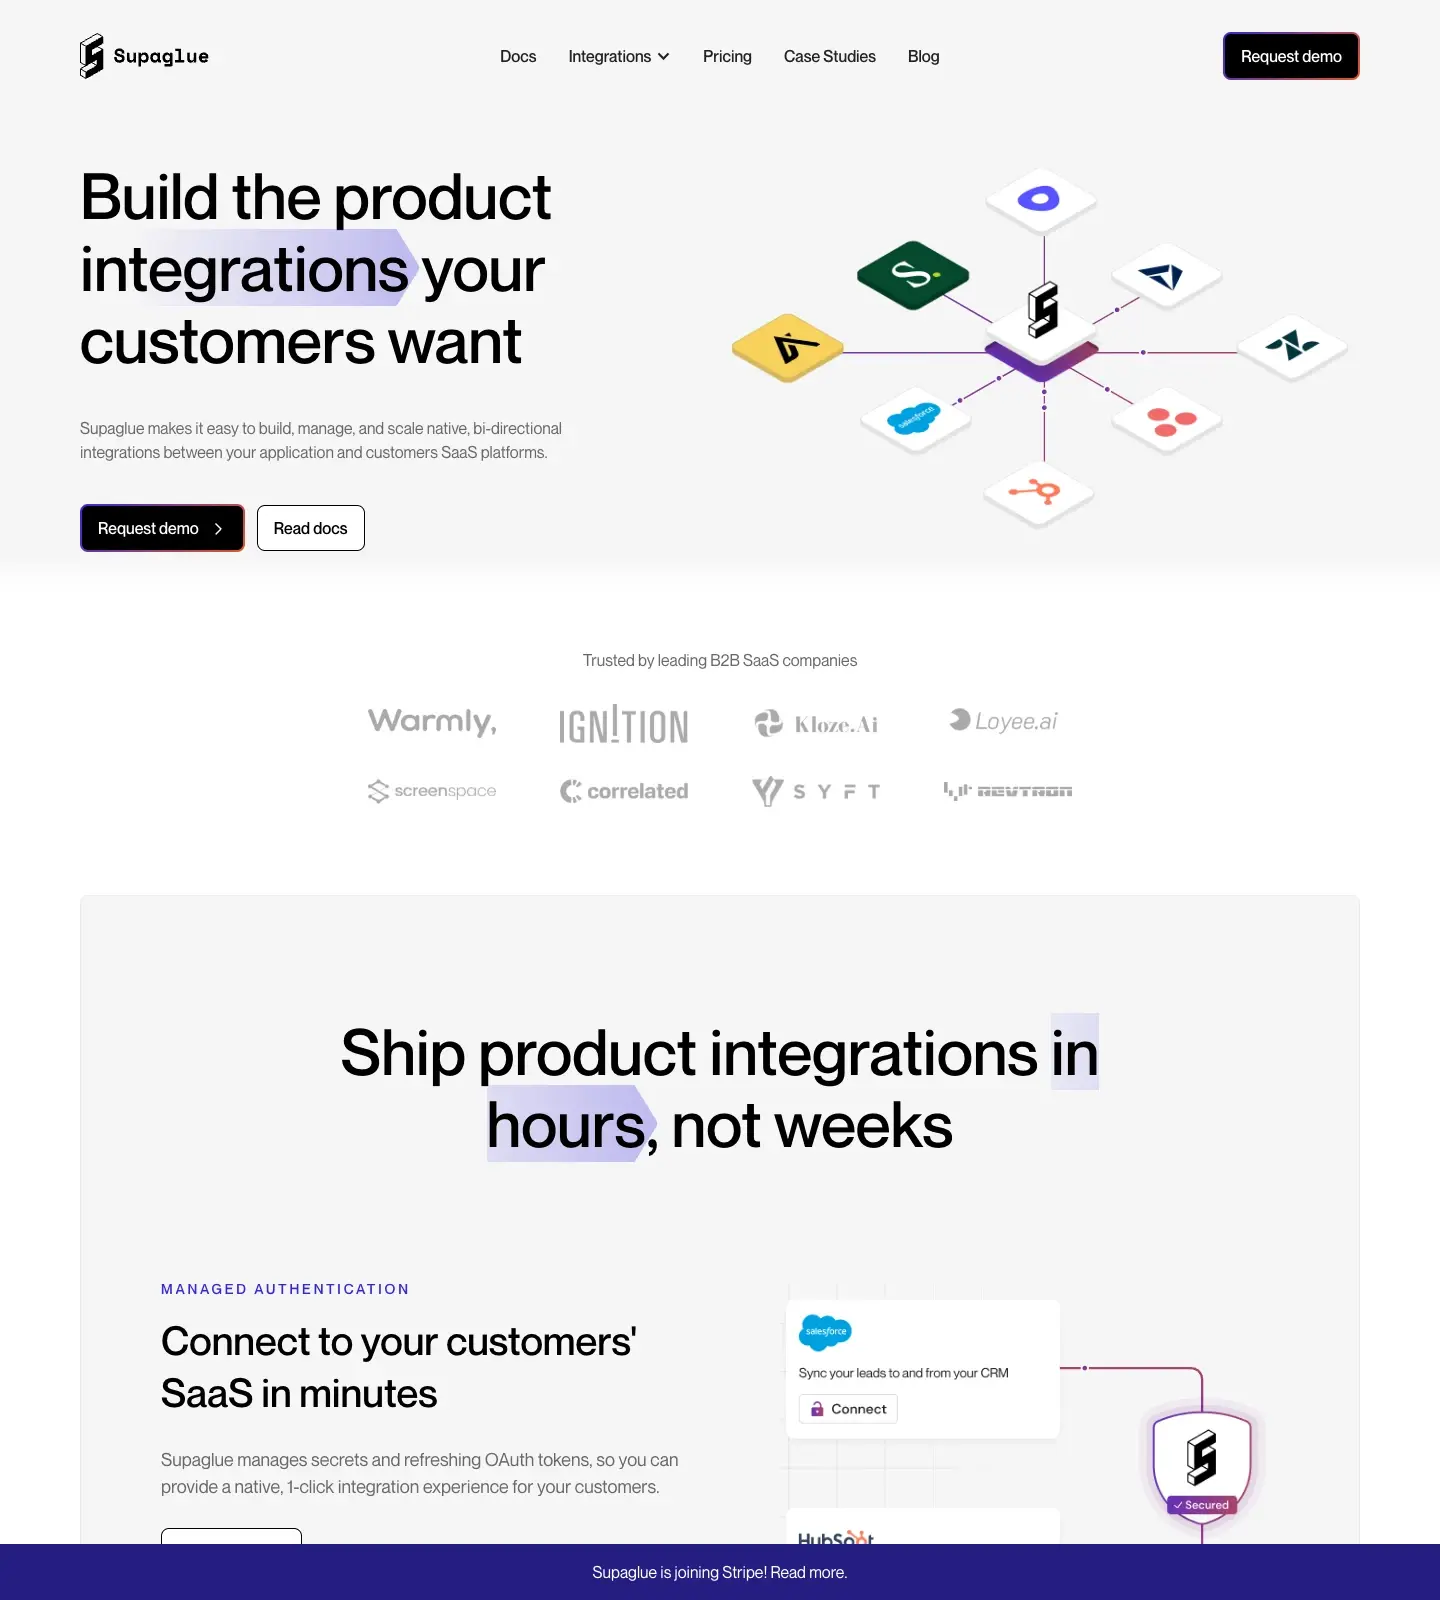 Supaglue
Docs
Integrations
Pricing
Case Studies
Blog
Request demo
Build the product
integrations your
customers want
Supaglue makes it easy to build, manage, and scale native, bi-directional
integrations between your application and customers SaaS platforms.
Request demo
Read docs
salesforce
Trusted by leading B2B SaaS companies
Warmly,
IGNITION
Kloze.Ai
Loyee.ai
screenspace
correlated
SYFT
REVTRON
Ship product integrations in
hours, not weeks
MANAGED AUTHENTICATION
Connect to your customers'
SaaS in minutes
Supaglue manages secrets and refreshing OAuth tokens, so you can
provide a native, 1-click integration experience for your customers.
salesforce
Sync your leads to and from your CRM
Connect
Secured
HubSpot
Supaglue is joining Stripe! Read more.